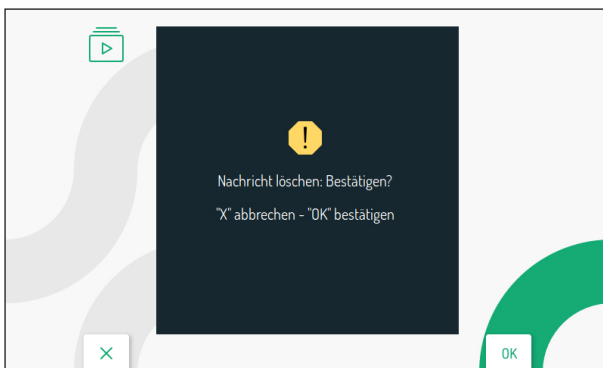 Nachricht löschen: Bestätigen?
"X" abbrechen - "OK" bestätigen
OK